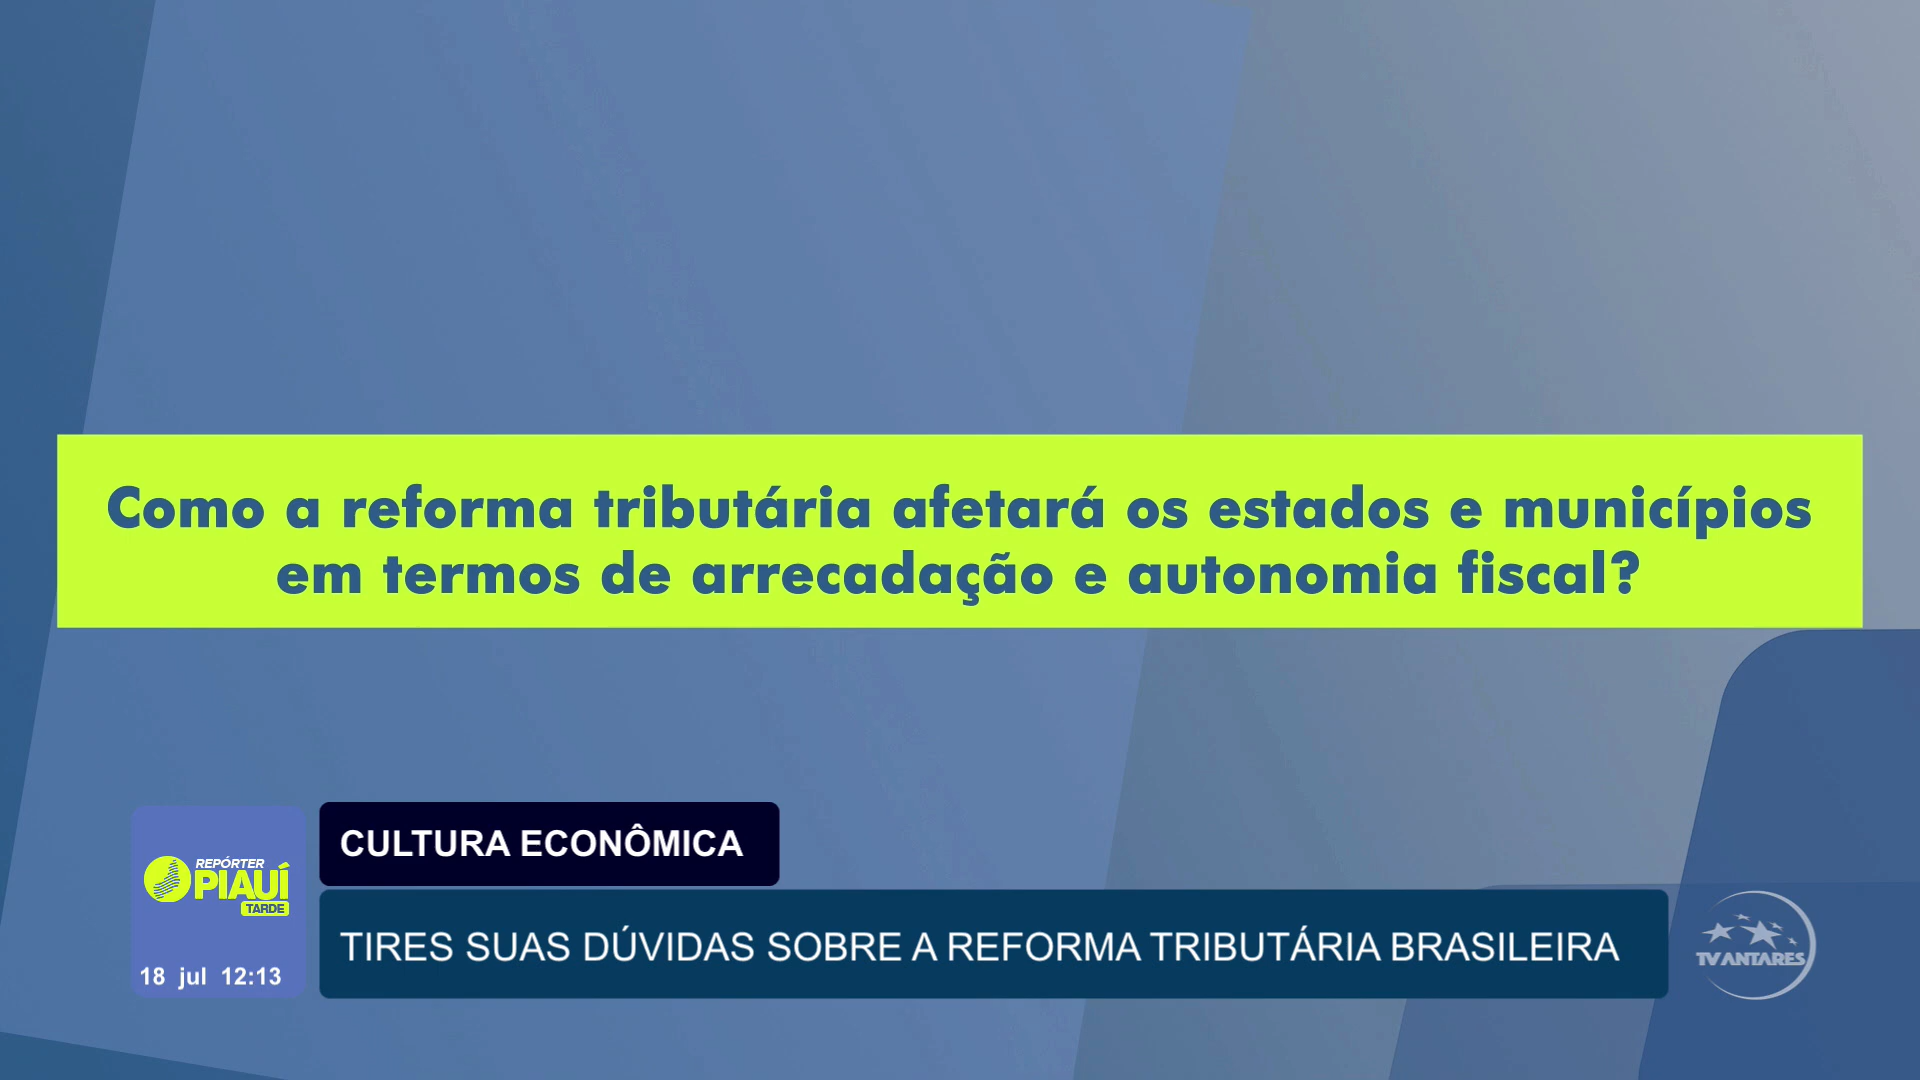 Como a reforma tributária afetará os estados e municípios
em termos de arrecadação e autonomia fiscal?
CULTURA ECONÔMICA
REPÓRTER
PIAUÍ
TARDE
18 jul 12:13
TIRES SUAS DÚVIDAS SOBRE A REFORMA TRIBUTÁRIA BRASILEIRA
TV ANTARES